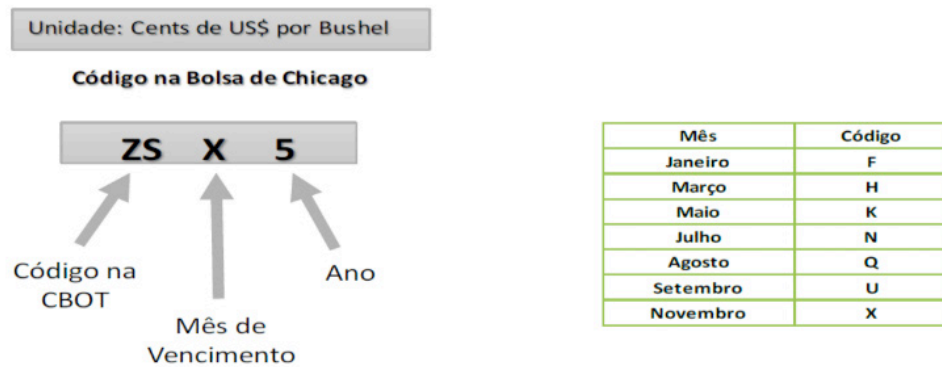 Unidade: Cents de US$ por Bushel
Código na Bolsa de Chicago
ZS X 5
Código na
CBOT
Mês de
Vencimento
Ano
Mês Código
Janeiro F
Março H
Maio K
Julho N
Agosto Q
Setembro U
Novembro X